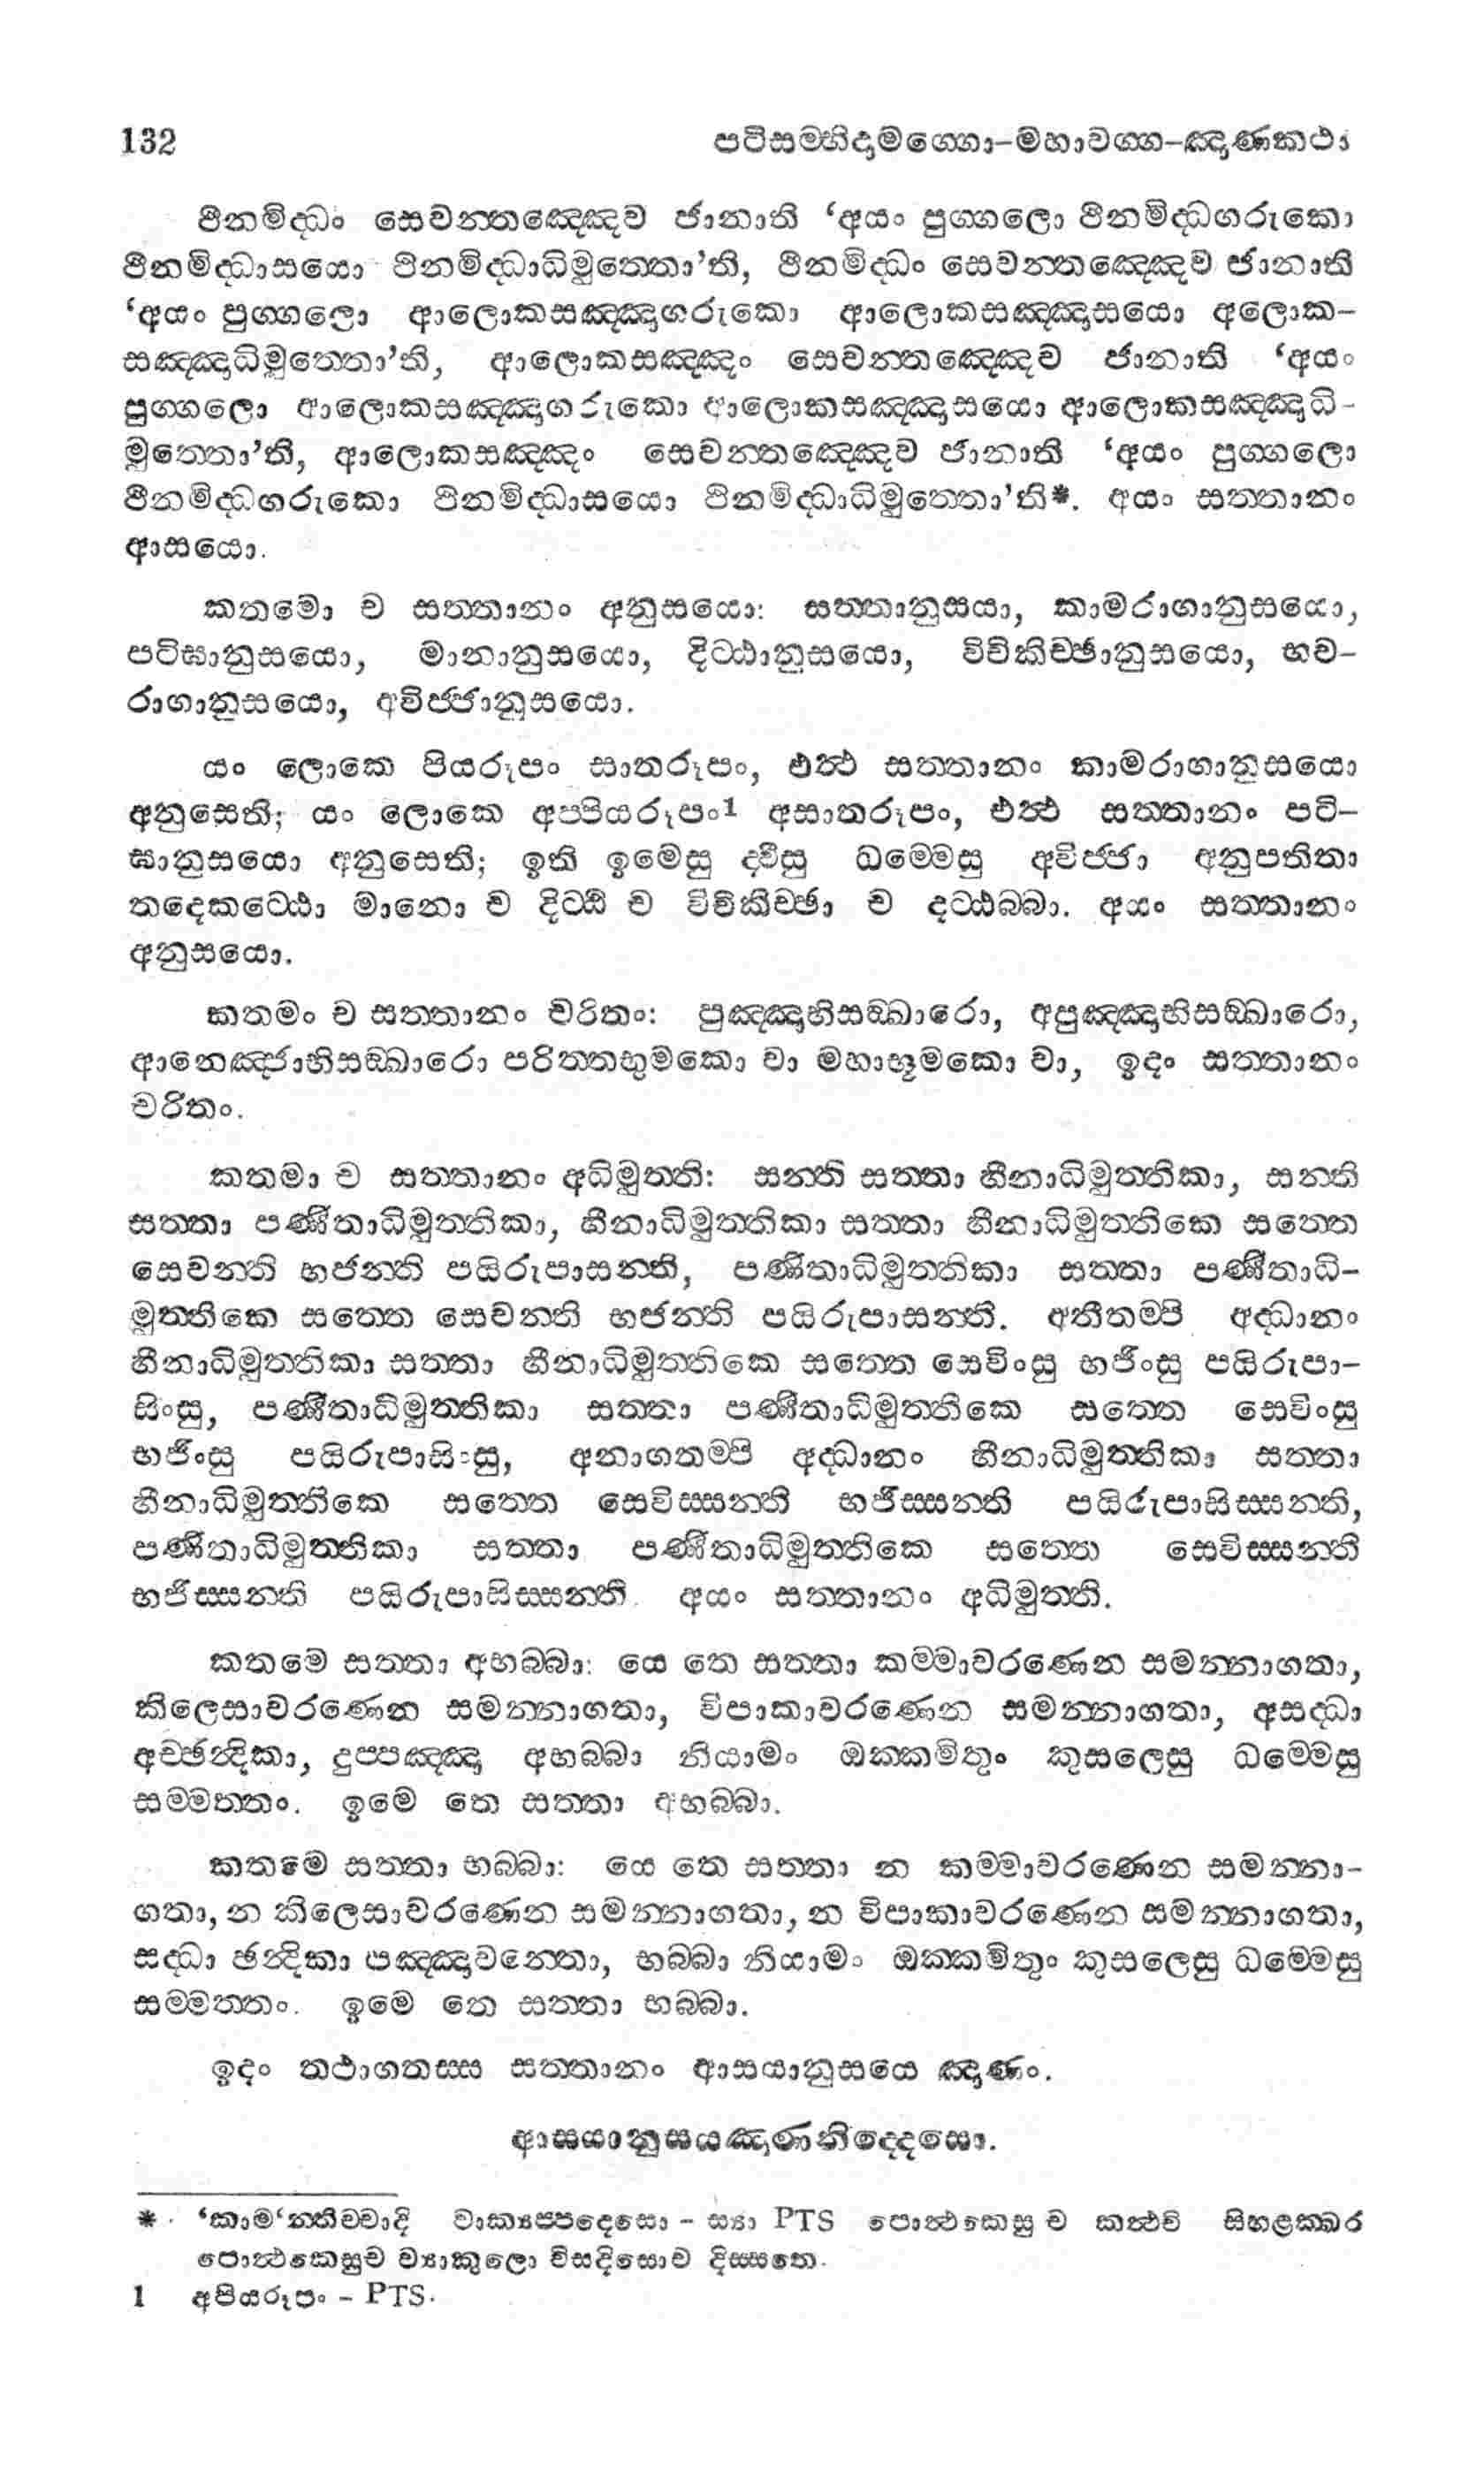 132 පටිසම්භිදාමග්ගො–මහාවග්ග–ඤාණකථා
ථීනමිද්ධං සෙවන්තඤ්ඤෙව ජානාති ‘අයං පුග්ගලො ථිනමිද්ධගරුකො
ථීනමිද්ධාසයො ථිනමිද්ධාධිමුත්තො’ති, ථීනමිද්ධං සෙවන්තඤ්ඤෙව ජානාති
‘අයං පුග්ගලො ආලොකසඤ්ඤාගරුකො ආලොකසඤ්ඤාසයො අලොක–
සඤ්ඤාධිමුත්තො’ති, ආලොකසඤ්ඤං සෙවන්තඤ්ඤෙව ජානාති ‘අයං
පුග්ගලො ආලොකසඤ්ඤාගරුකො ආලොකසඤ්ඤාසයො ආලොකසඤ්ඤාධි–
මුත්තො’ති, ආලොකසඤ්ඤං සෙවන්තඤ්ඤෙව ජානාති ‘අයං පුග්ගලො
ථීනමිද්ධගරුකො ථිනමිද්ධාසයො ථිනමිද්ධාධිමුත්තො’ති*. අයං සත්තානං
ආසයො.
කතමො ච සත්තානං අනුසයො: සත්තානුසයා, කාමරාගානුසයො,
පටිඝානුසයො, මානානුසයො, දිට්ඨානුසයො, විචිකිච්ඡානුසයො, භව–
රාගානුසයො, අවිජ්ජානුසයො.
යං ලොකෙ පියරූපං සාතරූපං, එත්ථ සත්තානං කාමරාගානුසයො
අනුසෙති; යං ලොකෙ අප්පියරූපං1 අසාතරූපං, එත්ථ සත්තානං පටි–
ඝානුසයො අනුසෙති; ඉති ඉමෙසු ද්වීසු ධම්මෙසු අවිජ්ජා අනුපතිතා
තදෙකට්ඨො මානො ච දිට්ඨි ච විචිකිච්ඡා ච දට්ඨබ්බා. අයං සත්තානං
අනුසයො.
කතමං ච සත්තානං චරිතං: පුඤ්ඤාභිසඞ්ඛාරො, අපුඤ්ඤාභිසඞ්ඛාරො,
ආනෙඤ්ජාභිසඞ්ඛාරො පරිත්තභුමකො වා මහාභූමකො වා, ඉදං සත්තානං
චරිතං.
කතමා ච සත්තානං අධිමුත්ති: සන්ති සත්තා හීනාධිමුත්තිකා, සන්ති
සත්තා පණීතාධිමුත්තිකා, හීනාධිමුත්තිකා සත්තා හීනාධිමුත්තිකෙ සත්තෙ
සෙවන්ති භජන්ති පයිරුපාසන්ති, පණීතාධිමුත්තිකා සත්තා පණීතාධි–
මුත්තිකෙ සත්තෙ සෙවන්ති භජන්ති පයිරුපාසන්ති. අතීතම්පි අද්ධානං
හීනාධිමුත්තිකා සත්තා හීනාධිමුත්තිකෙ සත්තෙ සෙවිංසු භජිංසු පයිරුපා–
සිංසු, පණීතාධිමුත්තිකා සත්තා පණීතාධිමුත්තිකෙ සත්තෙ සෙවිංසු
භජිංසු පයිරුපාසිංසු, අනාගතම්පි අද්ධානං හීනාධිමුත්තිකා සත්තා
හීනාධිමුත්තිකෙ සත්තෙ සෙවිස්සන්ති භජිස්සන්ති පයිරුපාසිස්සන්ති,
පණීතාධිමුත්තිකා සත්තා පණීතාධිමුත්තිකෙ සත්තෙ සෙවිස්සන්ති
භජිස්සන්ති පයිරුපාසිස්සන්ති. අයං සත්තානං අධිමුත්ති.
කතමෙ සත්තා අභබ්බා: යෙ තෙ සත්තා කම්මාවරණෙන සමන්නාගතා,
කිලෙසාවරණෙන සමන්නාගතා, විපාකාවරණෙන සමන්නාගතා, අසද්ධා
අච්ඡන්දිකා, දුප්පඤ්ඤා අභබ්බා නියාමං ඔක්කමිතුං කුසලෙසු ධම්මෙසු
සම්මත්තං. ඉමෙ තෙ සත්තා අභබ්බා.
කතමෙ සත්තා භබ්බා: යෙ තෙ සත්තා න කම්මාවරණෙන සමන්නා–
ගතා, න කිලෙසාවරණෙන සමන්නාගතා, න විපාකාවරණෙන සමන්නාගතා,
සද්ධා ඡන්දිකා පඤ්ඤාවන්තො, භබ්බා නියාමං ඔක්කමිතුං කුසලෙසු ධම්මෙසු
සම්මත්තං. ඉමෙ තෙ සත්තා භබ්බා.
ඉදං තථාගතස්ස සත්තානං ආසයානුසයෙ ඤාණං.
ආසයානුසයඤාණනිද්දෙසො.
* ‘කාම‘න්තිච්චාදි වාක්‍යප්පදෙසො – ස්‍යා PTS පොත්ථකෙසු ච කත්ථචි සීහළක්ඛර
පොත්ථකෙසුච ව්‍යාකුලො විසදිසොච දිස්සතෙ.
1 අපියරූපං – PTS.